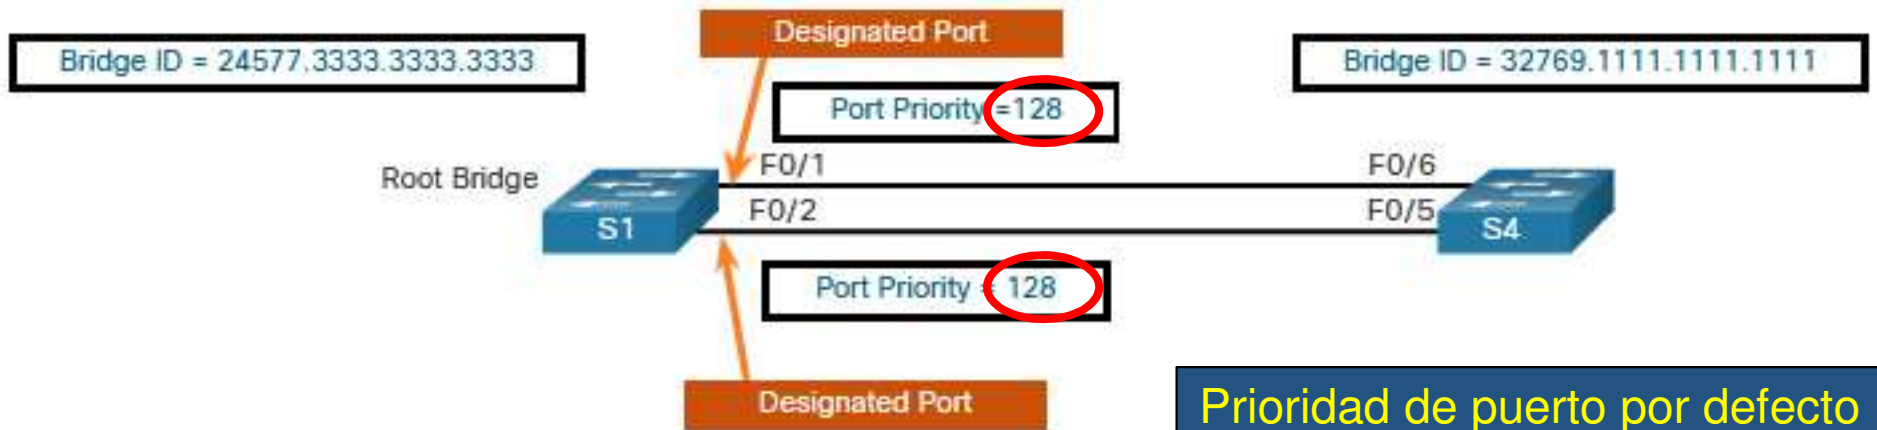 Designated Port
Bridge ID = 24577.3333.3333.3333
Bridge ID = 32769.1111.1111.1111
Port Priority =128
Root Bridge
F0/1
F0/6
F0/2
F0/5
S1
S4
Port Priority = 128
Designated Port
Prioridad de puerto por defecto